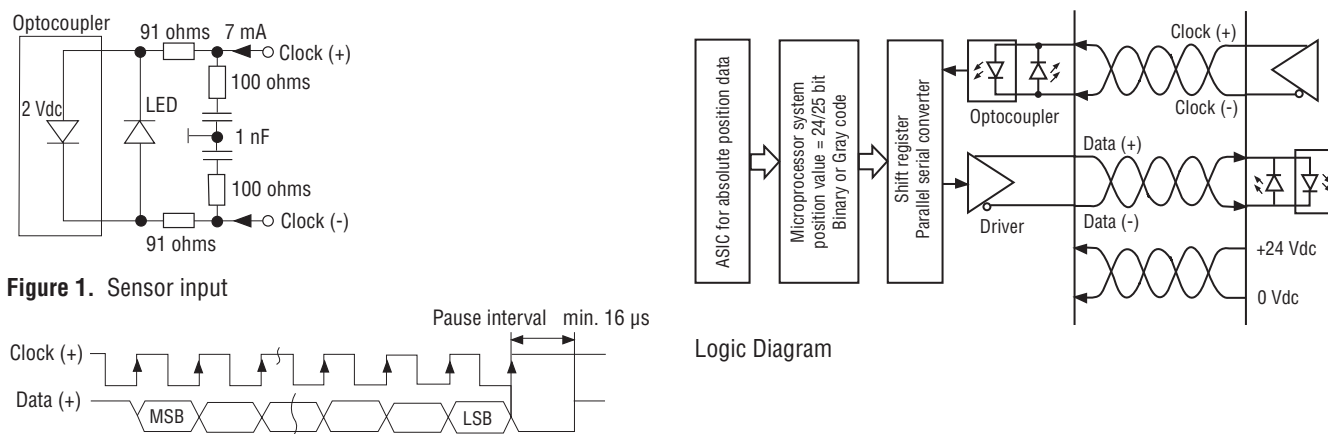 Optocoupler
91 ohms
7 mA
Clock (+)
100 ohms
2 Vdc
LED
1 nF
100 ohms
Clock (-)
91 ohms
Figure 1. Sensor input
Pause interval min. 16 µs
Clock (+)
Data (+)
MSB
LSB
ASIC for absolute position data
Microprocessor system
position value = 24/25 bit
Binary or Gray code
Shift register
Parallel serial converter
Optocoupler
Driver
Clock (+)
Clock (-)
Data (+)
Data (-)
+24 Vdc
0 Vdc
Logic Diagram